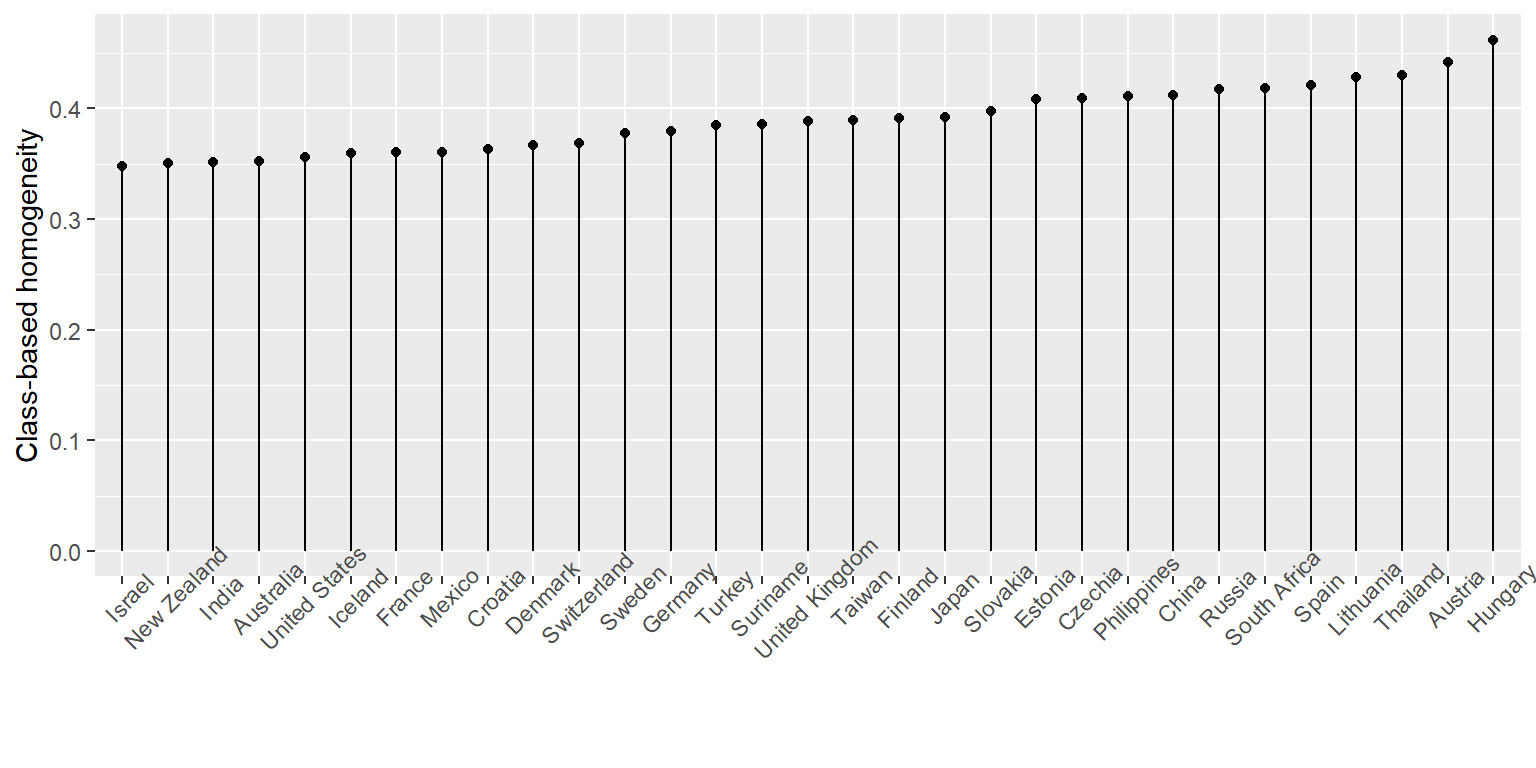 Class-based homogeneity
0.4
0.3
0.2
0.1
0.0
Israel
New Zealand
India
Australia
United States
Iceland
France
Mexico
Croatia
Denmark
Switzerland
Sweden
Germany
Turkey
Suriname
United Kingdom
Taiwan
Finland
Japan
Slovakia
Estonia
Czechia
Philippines
China
Russia
South Africa
Spain
Lithuania
Thailand
Austria
Hungary